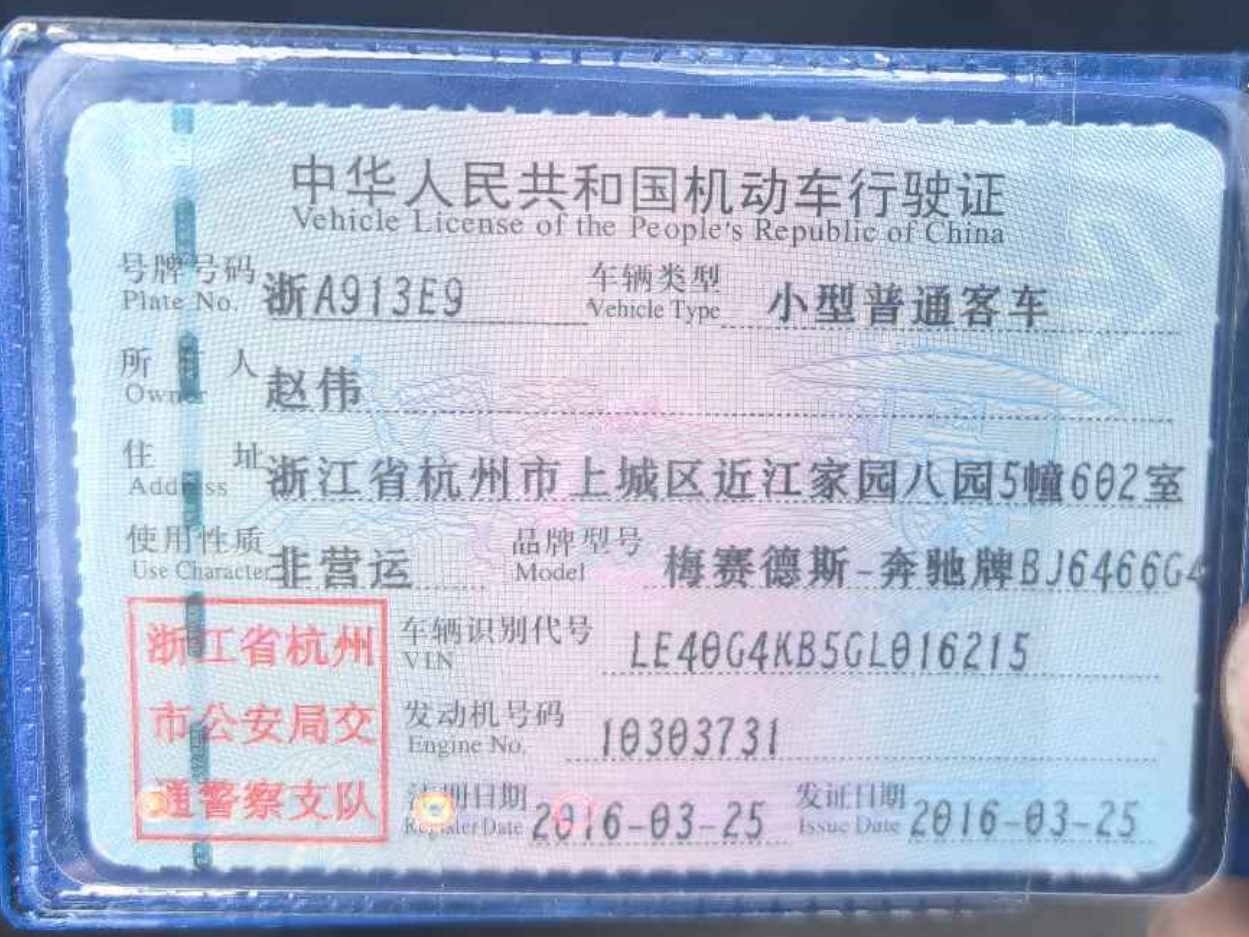 中华人民共和国机动车行驶证
Vehicle License of the People's Republic of China
号牌号码 浙A913E9 车辆类型 小型普通客车
Plate No. Vehicle Type
所有人 赵伟
Owner
住址 浙江省杭州市上城区近江家园八园5幢602室
Address
使用性质 非营运 品牌型号 梅赛德斯-奔驰牌BJ6466G4
Use Character Model
浙江省杭州
市公安局交
通警察支队
车辆识别代号 LE40G4KB5GL016215
VIN
发动机号码 10303731
Engine No.
注册日期 2016-03-25 发证日期 2016-03-25
Register Date Issue Date